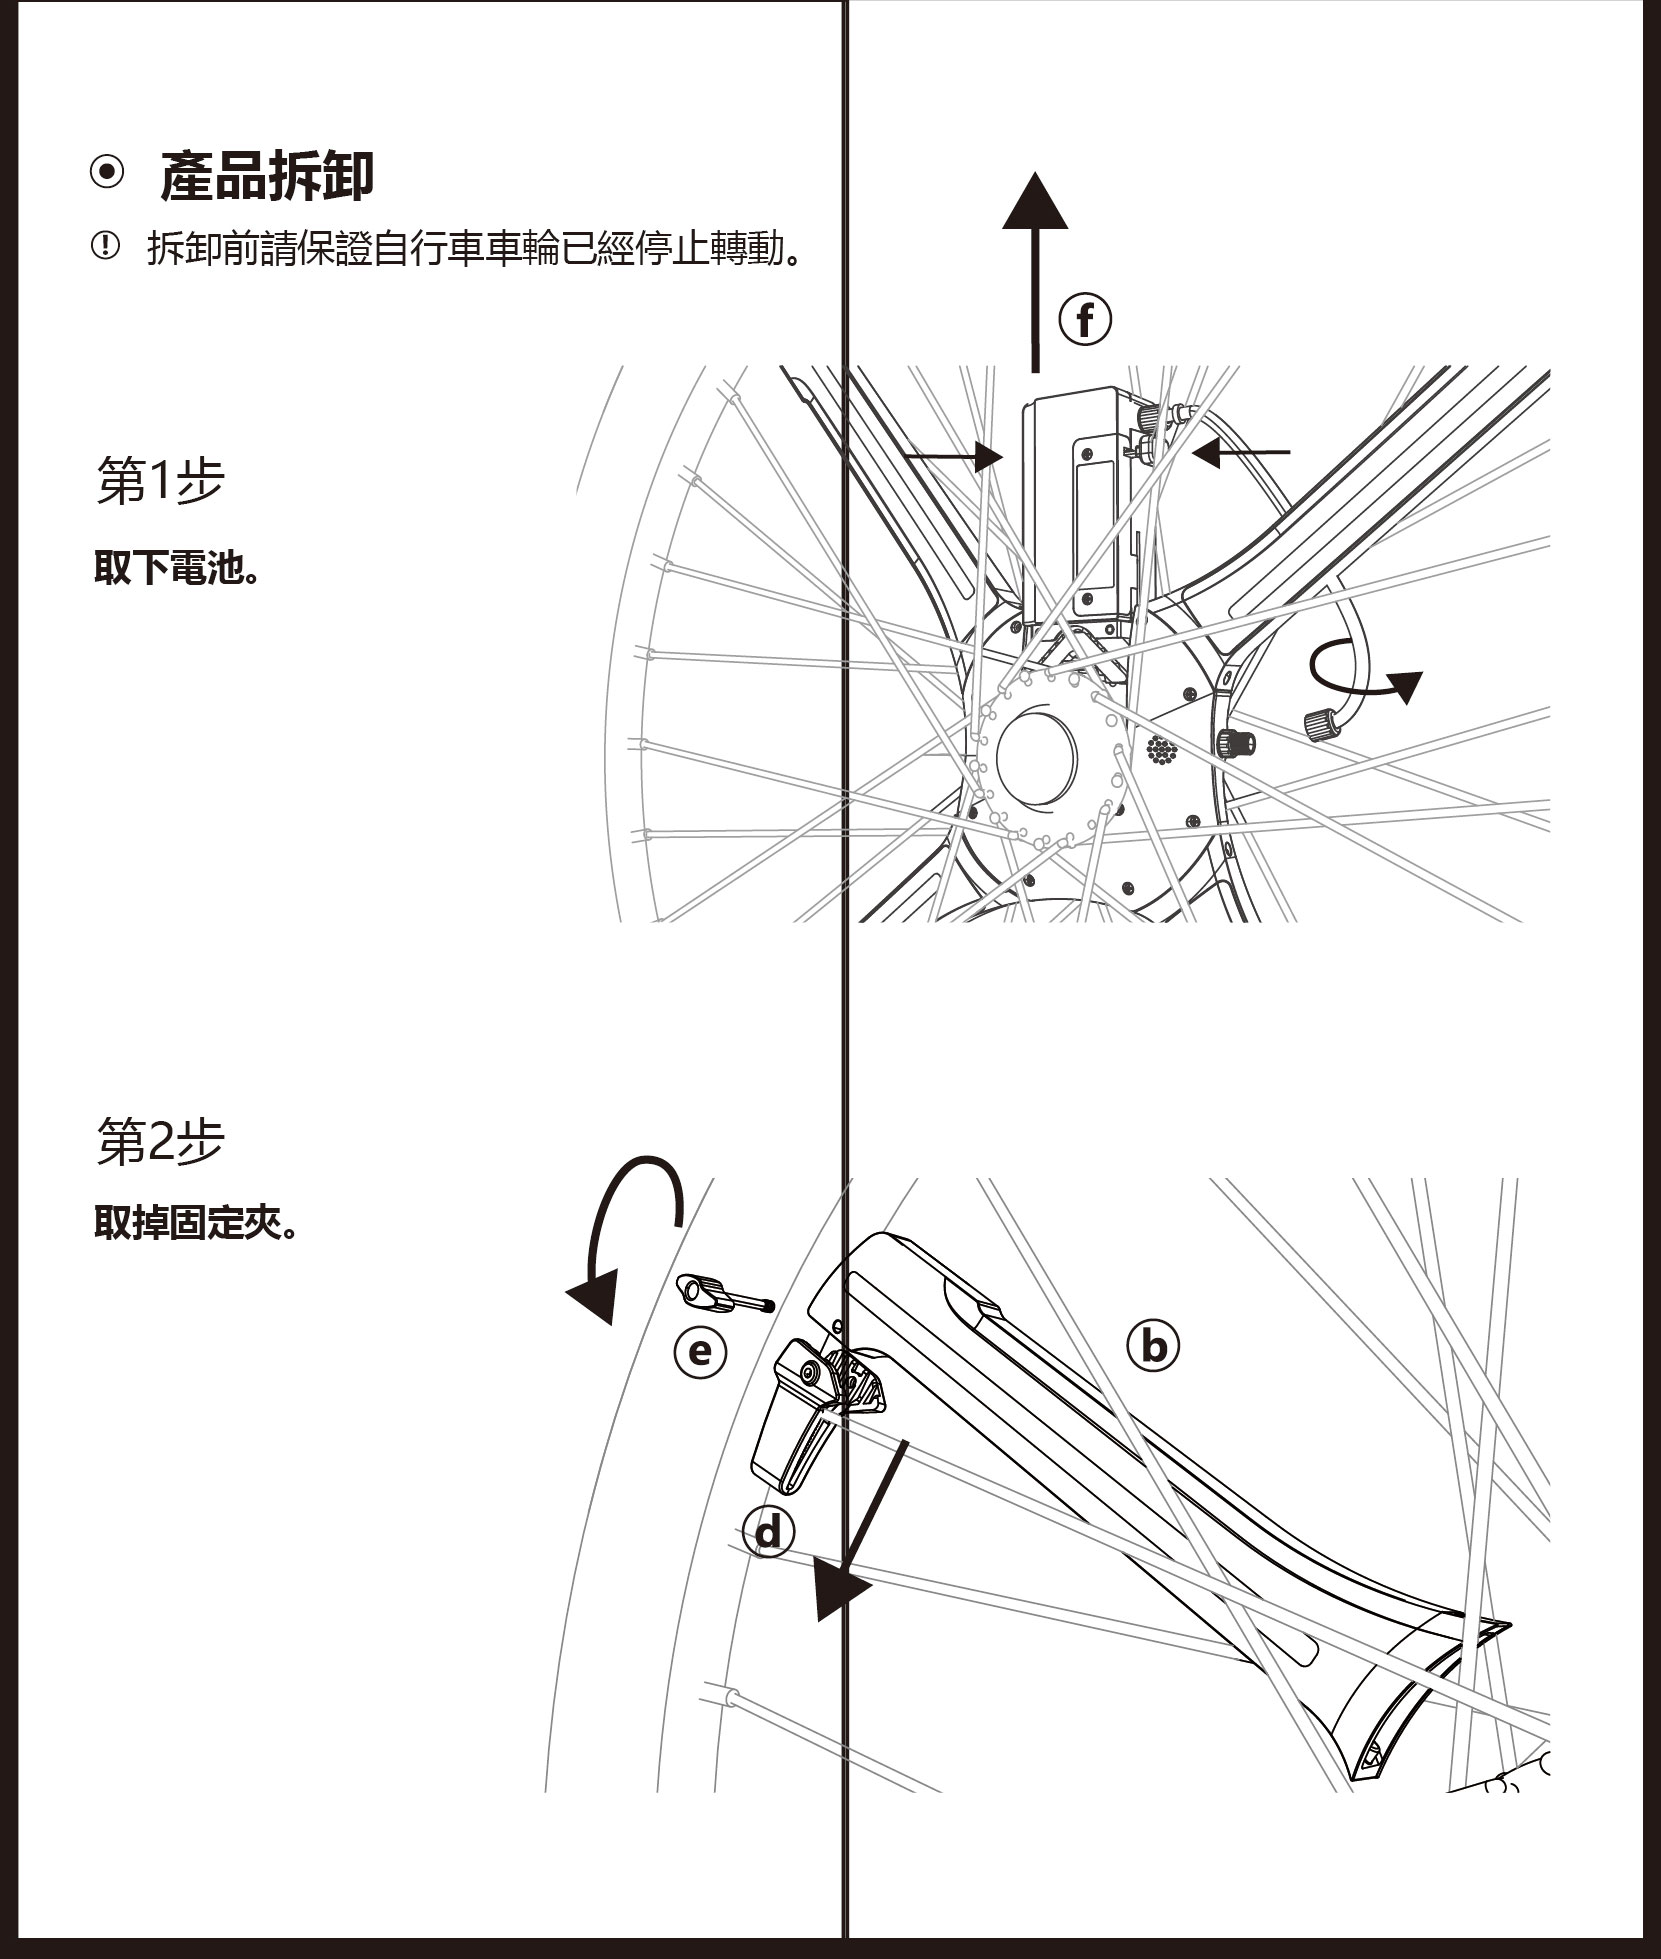 產品拆卸
拆卸前請保證自行車車輪已經停止轉動。
f
第1步
取下電池。
第2步
取掉固定夾。
e
b
d